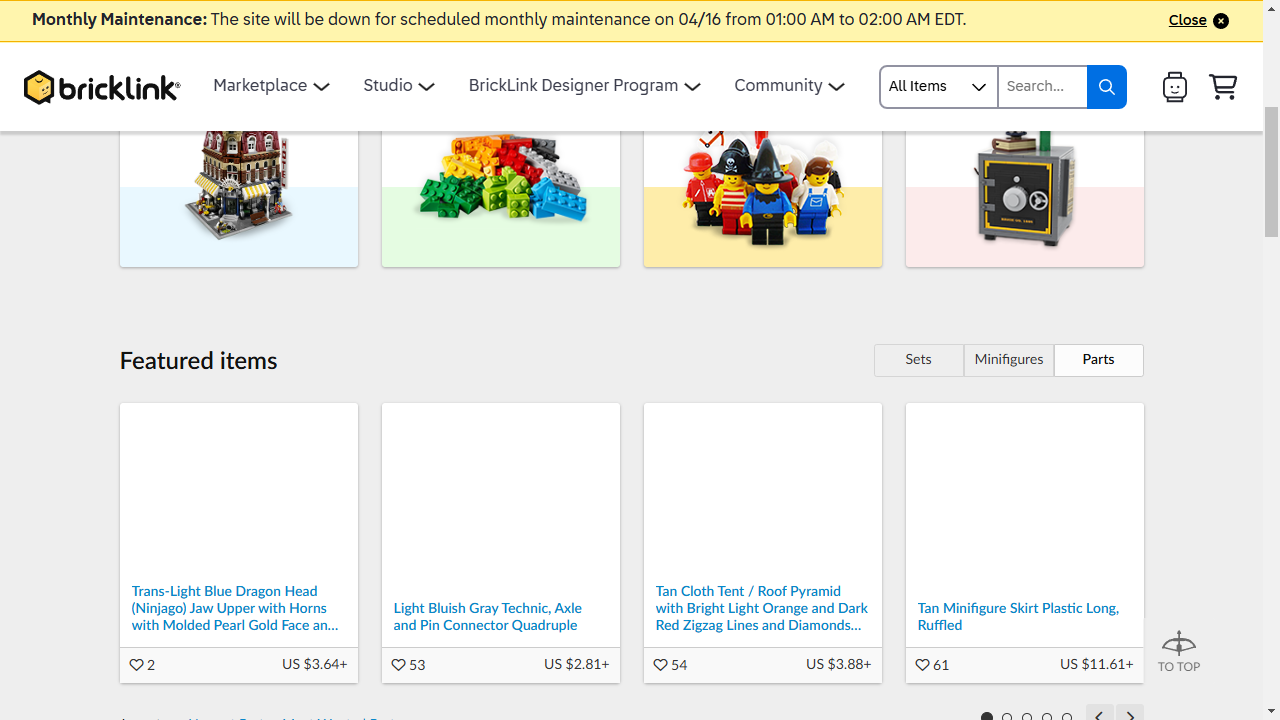 Monthly Maintenance: The site will be down for scheduled monthly maintenance on 04/16 from 01:00 AM to 02:00 AM EDT.
Close
bricklink
Marketplace
Studio
BrickLink Designer Program
Community
All Items
Search...
Featured items
Sets
Minifigures
Parts
Trans-Light Blue Dragon Head
(Ninjago) Jaw Upper with Horns
with Molded Pearl Gold Face an...
2
US $3.64+
Light Bluish Gray Technic, Axle
and Pin Connector Quadruple
53
US $2.81+
Tan Cloth Tent / Roof Pyramid
with Bright Light Orange and Dark
Red Zigzag Lines and Diamonds...
54
US $3.88+
Tan Minifigure Skirt Plastic Long,
Ruffled
61
US $11.61+
TO TOP